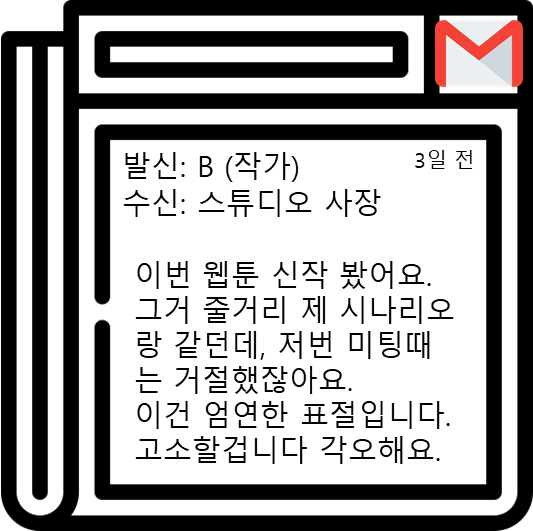 발신: B (작가)
3일 전
수신: 스튜디오 사장
이번 웹툰 신작 봤어요.
그거 줄거리 제 시나리오
랑 같던데, 저번 미팅때
는 거절했잖아요.
이건 엄연한 표절입니다.
고소할겁니다 각오해요.